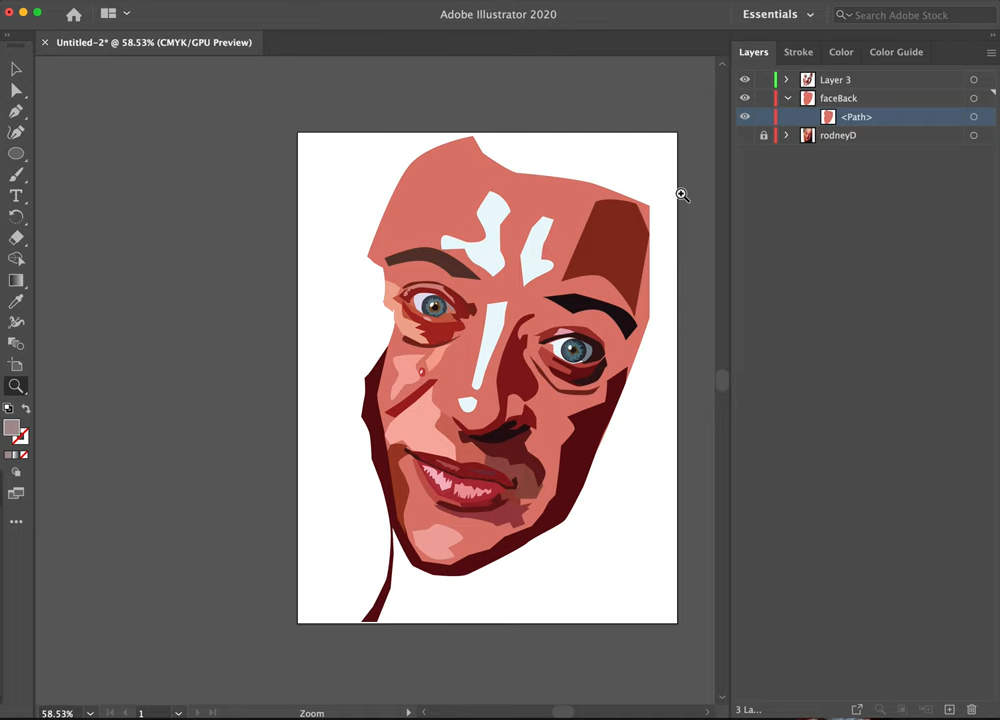 Adobe Illustrator 2020
Essentials
Search Adobe Stock
Untitled-2* @ 58.53% (CMYK/GPU Preview)
Layers Stroke Color Color Guide
Layer 3
faceBack
<Path>
rodneyD
58.53%
1
Zoom
3 La...